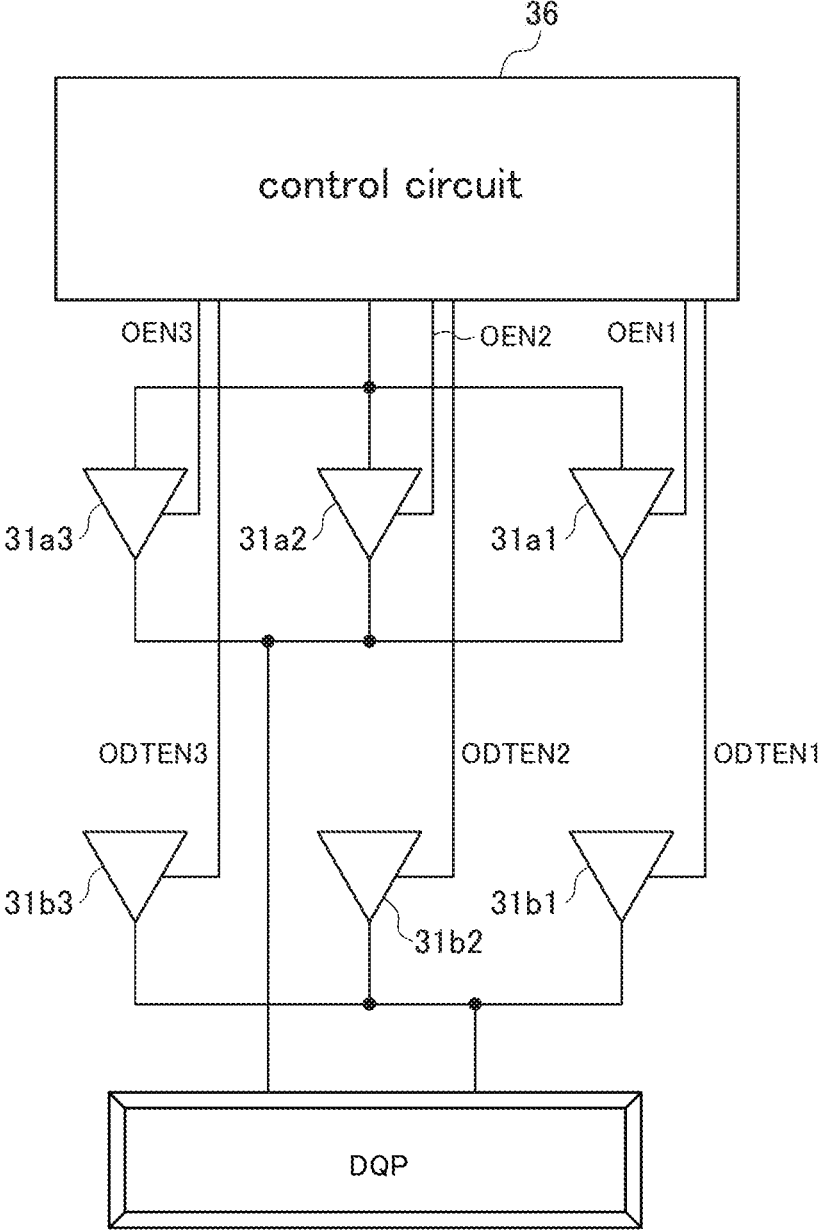 36
control circuit
OEN3
OEN2
OEN1
31a3
31a2
31a1
ODTEN3
ODTEN2
ODTEN1
31b3
31b2
31b1
DQP